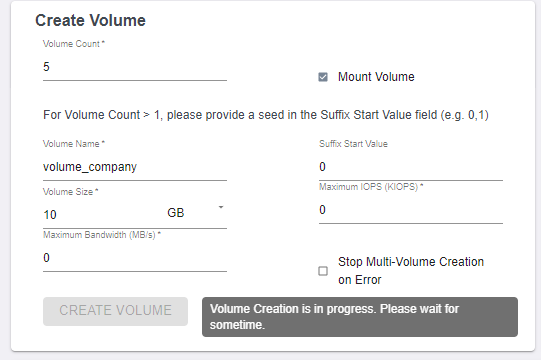 Create Volume
Volume Count *
5
Mount Volume
For Volume Count > 1, please provide a seed in the Suffix Start Value field (e.g. 0,1)
Volume Name *
Suffix Start Value
volume_company
0
Volume Size *
Maximum IOPS (KIOPS) *
10
GB
0
Maximum Bandwidth (MB/s) *
0
Stop Multi-Volume Creation
on Error
CREATE VOLUME
Volume Creation is in progress. Please wait for
sometime.